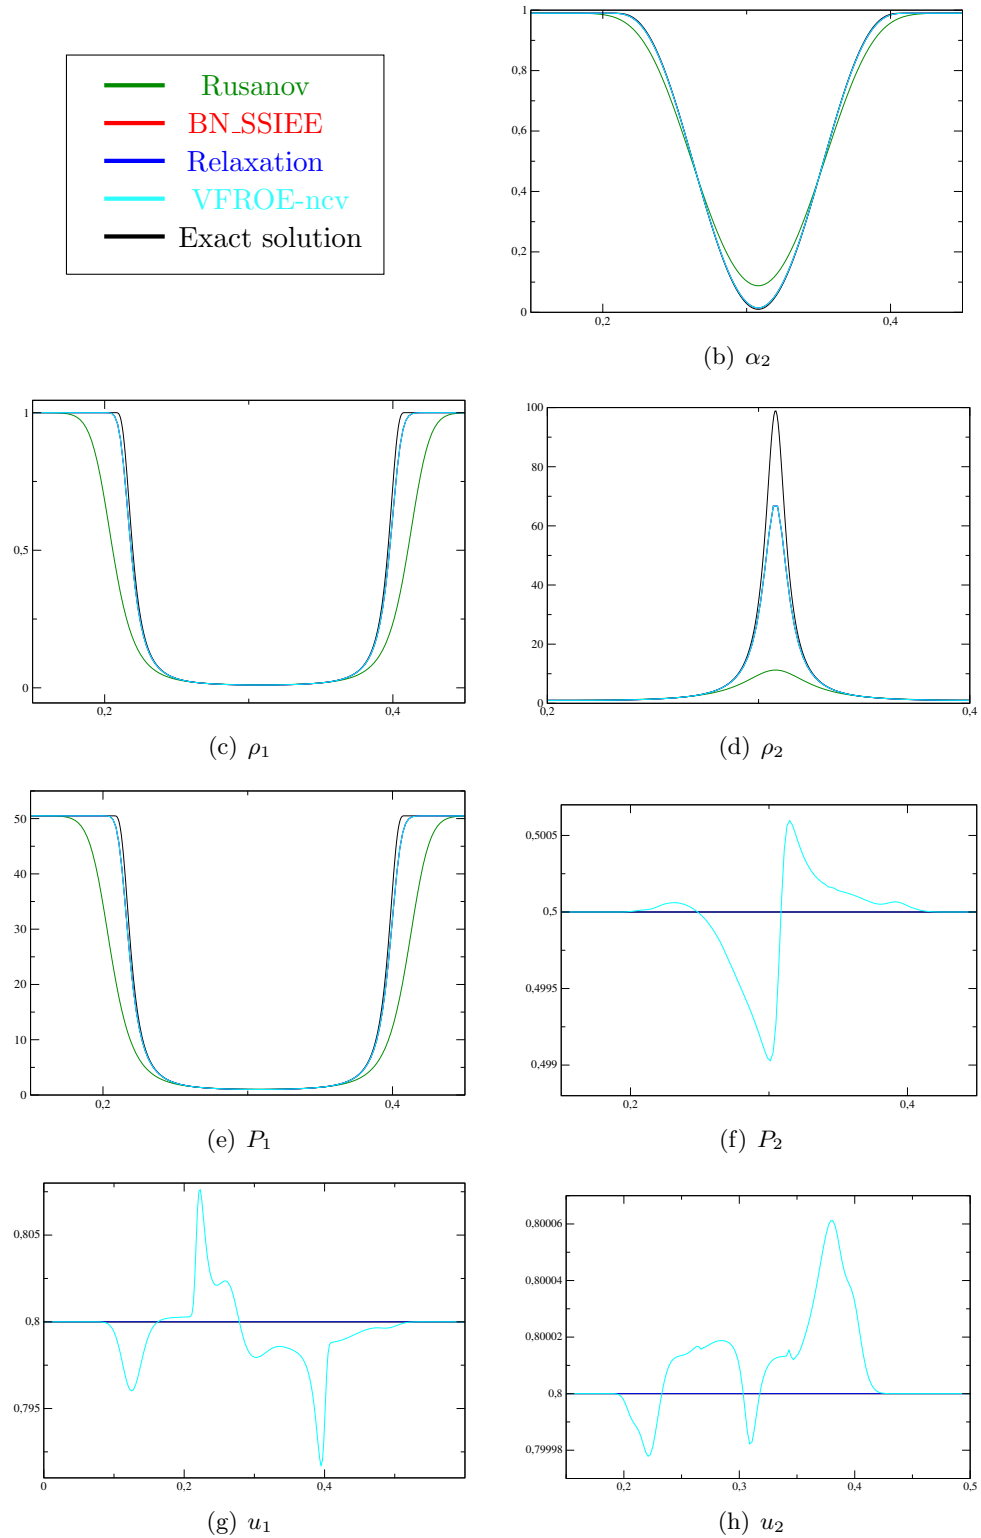 Rusanov
BN_SSIEE
Relaxation
VFROE-ncv
Exact solution
1
0,8
0,6
0,4
0,2
0
0,2 0,4
(b) α2
1
0,5
0
0,2 0,4
(c) ρ1
100
80
60
40
20
0
0,2 0,4
(d) ρ2
50
40
30
20
10
0
0,2 0,4
(e) P1
0,5005
0,5
0,4995
0,499
0,2 0,4
(f) P2
0,805
0,8
0,795
0 0,2 0,4
(g) u1
0,80006
0,80004
0,80002
0,8
0,79998
0,2 0,3 0,4 0,5
(h) u2